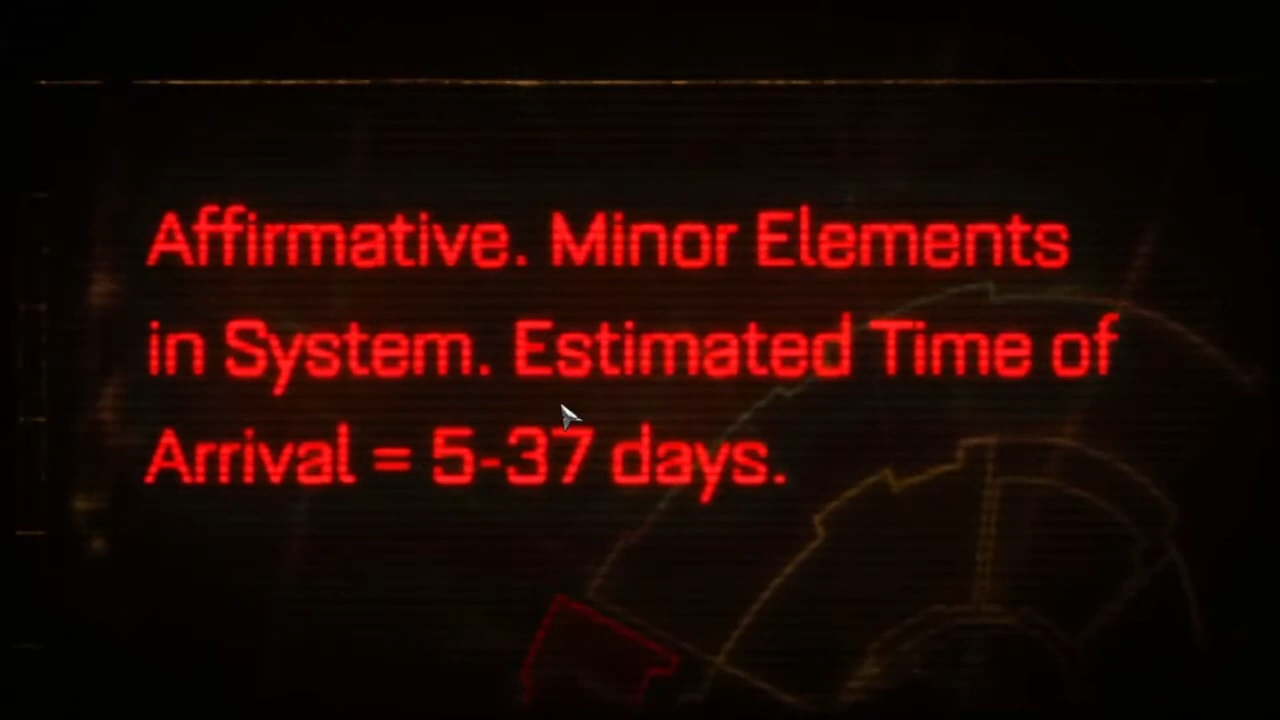 Affirmative. Minor Elements
in System. Estimated Time of
Arrival = 5-37 days.